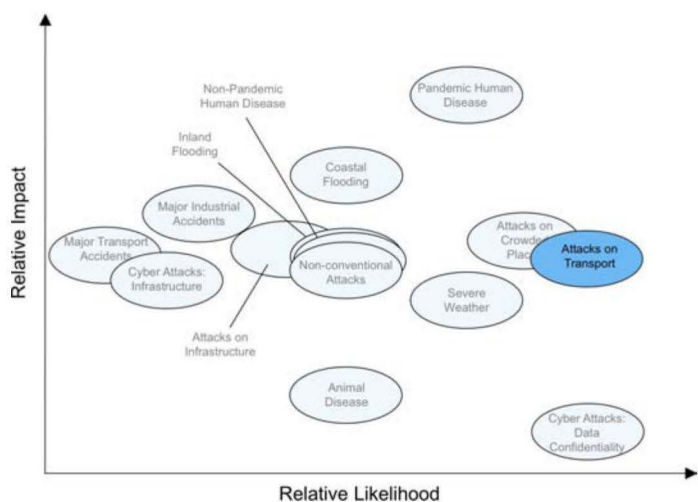 Non-Pandemic
Human Disease
Pandemic Human
Disease
Inland
Flooding
Coastal
Flooding
Major Industrial
Accidents
Major Transport
Accidents
Cyber Attacks:
Infrastructure
Non-conventional
Attacks
Attacks on
Crowded
Plac
Attacks on
Transport
Severe
Weather
Attacks on
Infrastructure
Animal
Disease
Cyber Attacks:
Data
Confidentiality
Relative Impact
Relative Likelihood